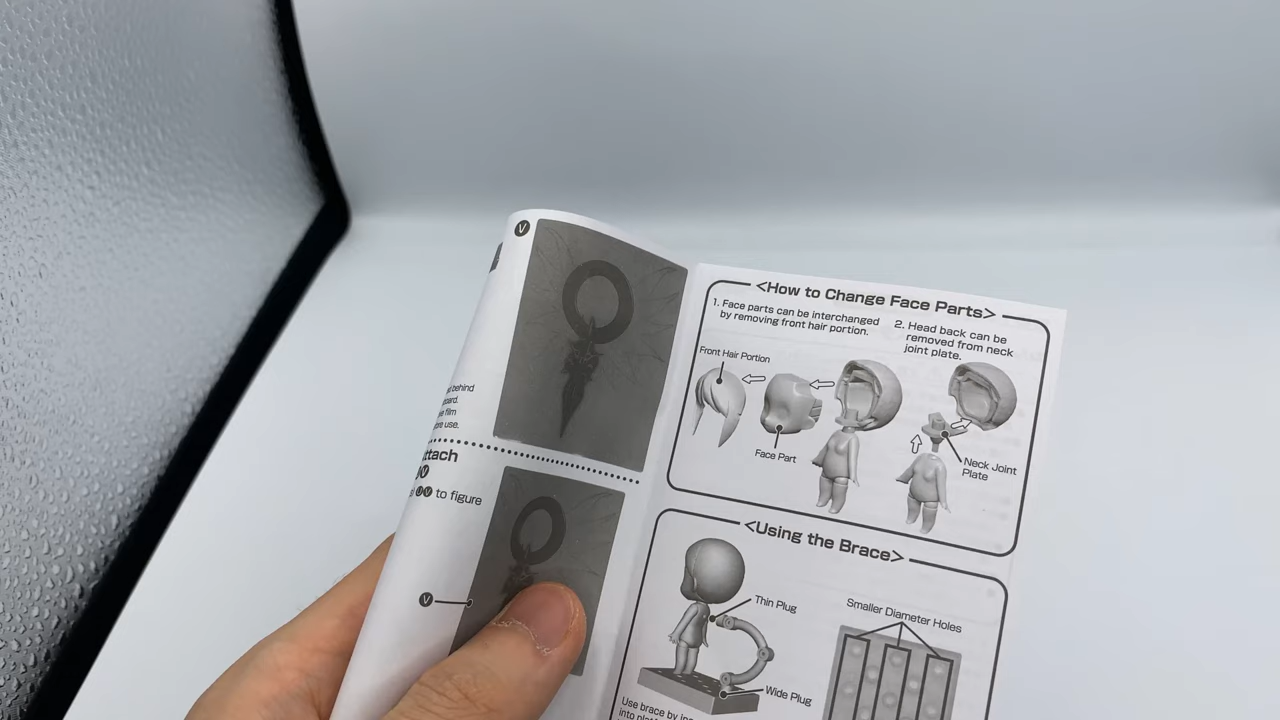 V
behind
film
use.
V
to figure
V
<How to Change Face Parts>
1. Face parts can be interchanged
by removing front hair portion.
2. Head back can be
removed from neck
joint plate.
Front Hair Portion
Face Part
Neck Joint
Plate
<Using the Brace>
Thin Plug
Wide Plug
Smaller Diameter Holes
Use brace by
into